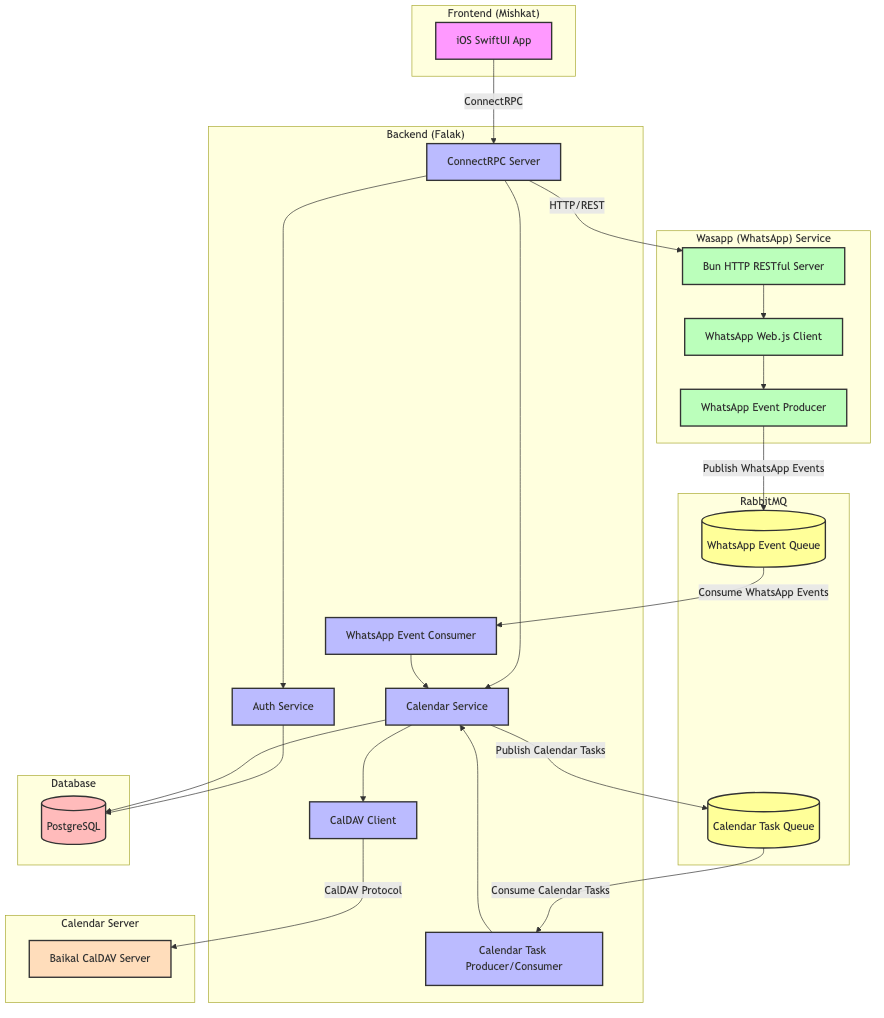 Frontend (Mishkat)
iOS SwiftUI App
ConnectRPC
Backend (Falak)
ConnectRPC Server
HTTP/REST
Wasapp (WhatsApp) Service
Bun HTTP RESTful Server
WhatsApp Web.js Client
WhatsApp Event Producer
Publish WhatsApp Events
RabbitMQ
WhatsApp Event Queue
Consume WhatsApp Events
WhatsApp Event Consumer
Auth Service
Calendar Service
Publish Calendar Tasks
Database
PostgreSQL
CalDAV Client
Calendar Task Queue
CalDAV Protocol
Consume Calendar Tasks
Calendar Server
Baikal CalDAV Server
Calendar Task
Producer/Consumer